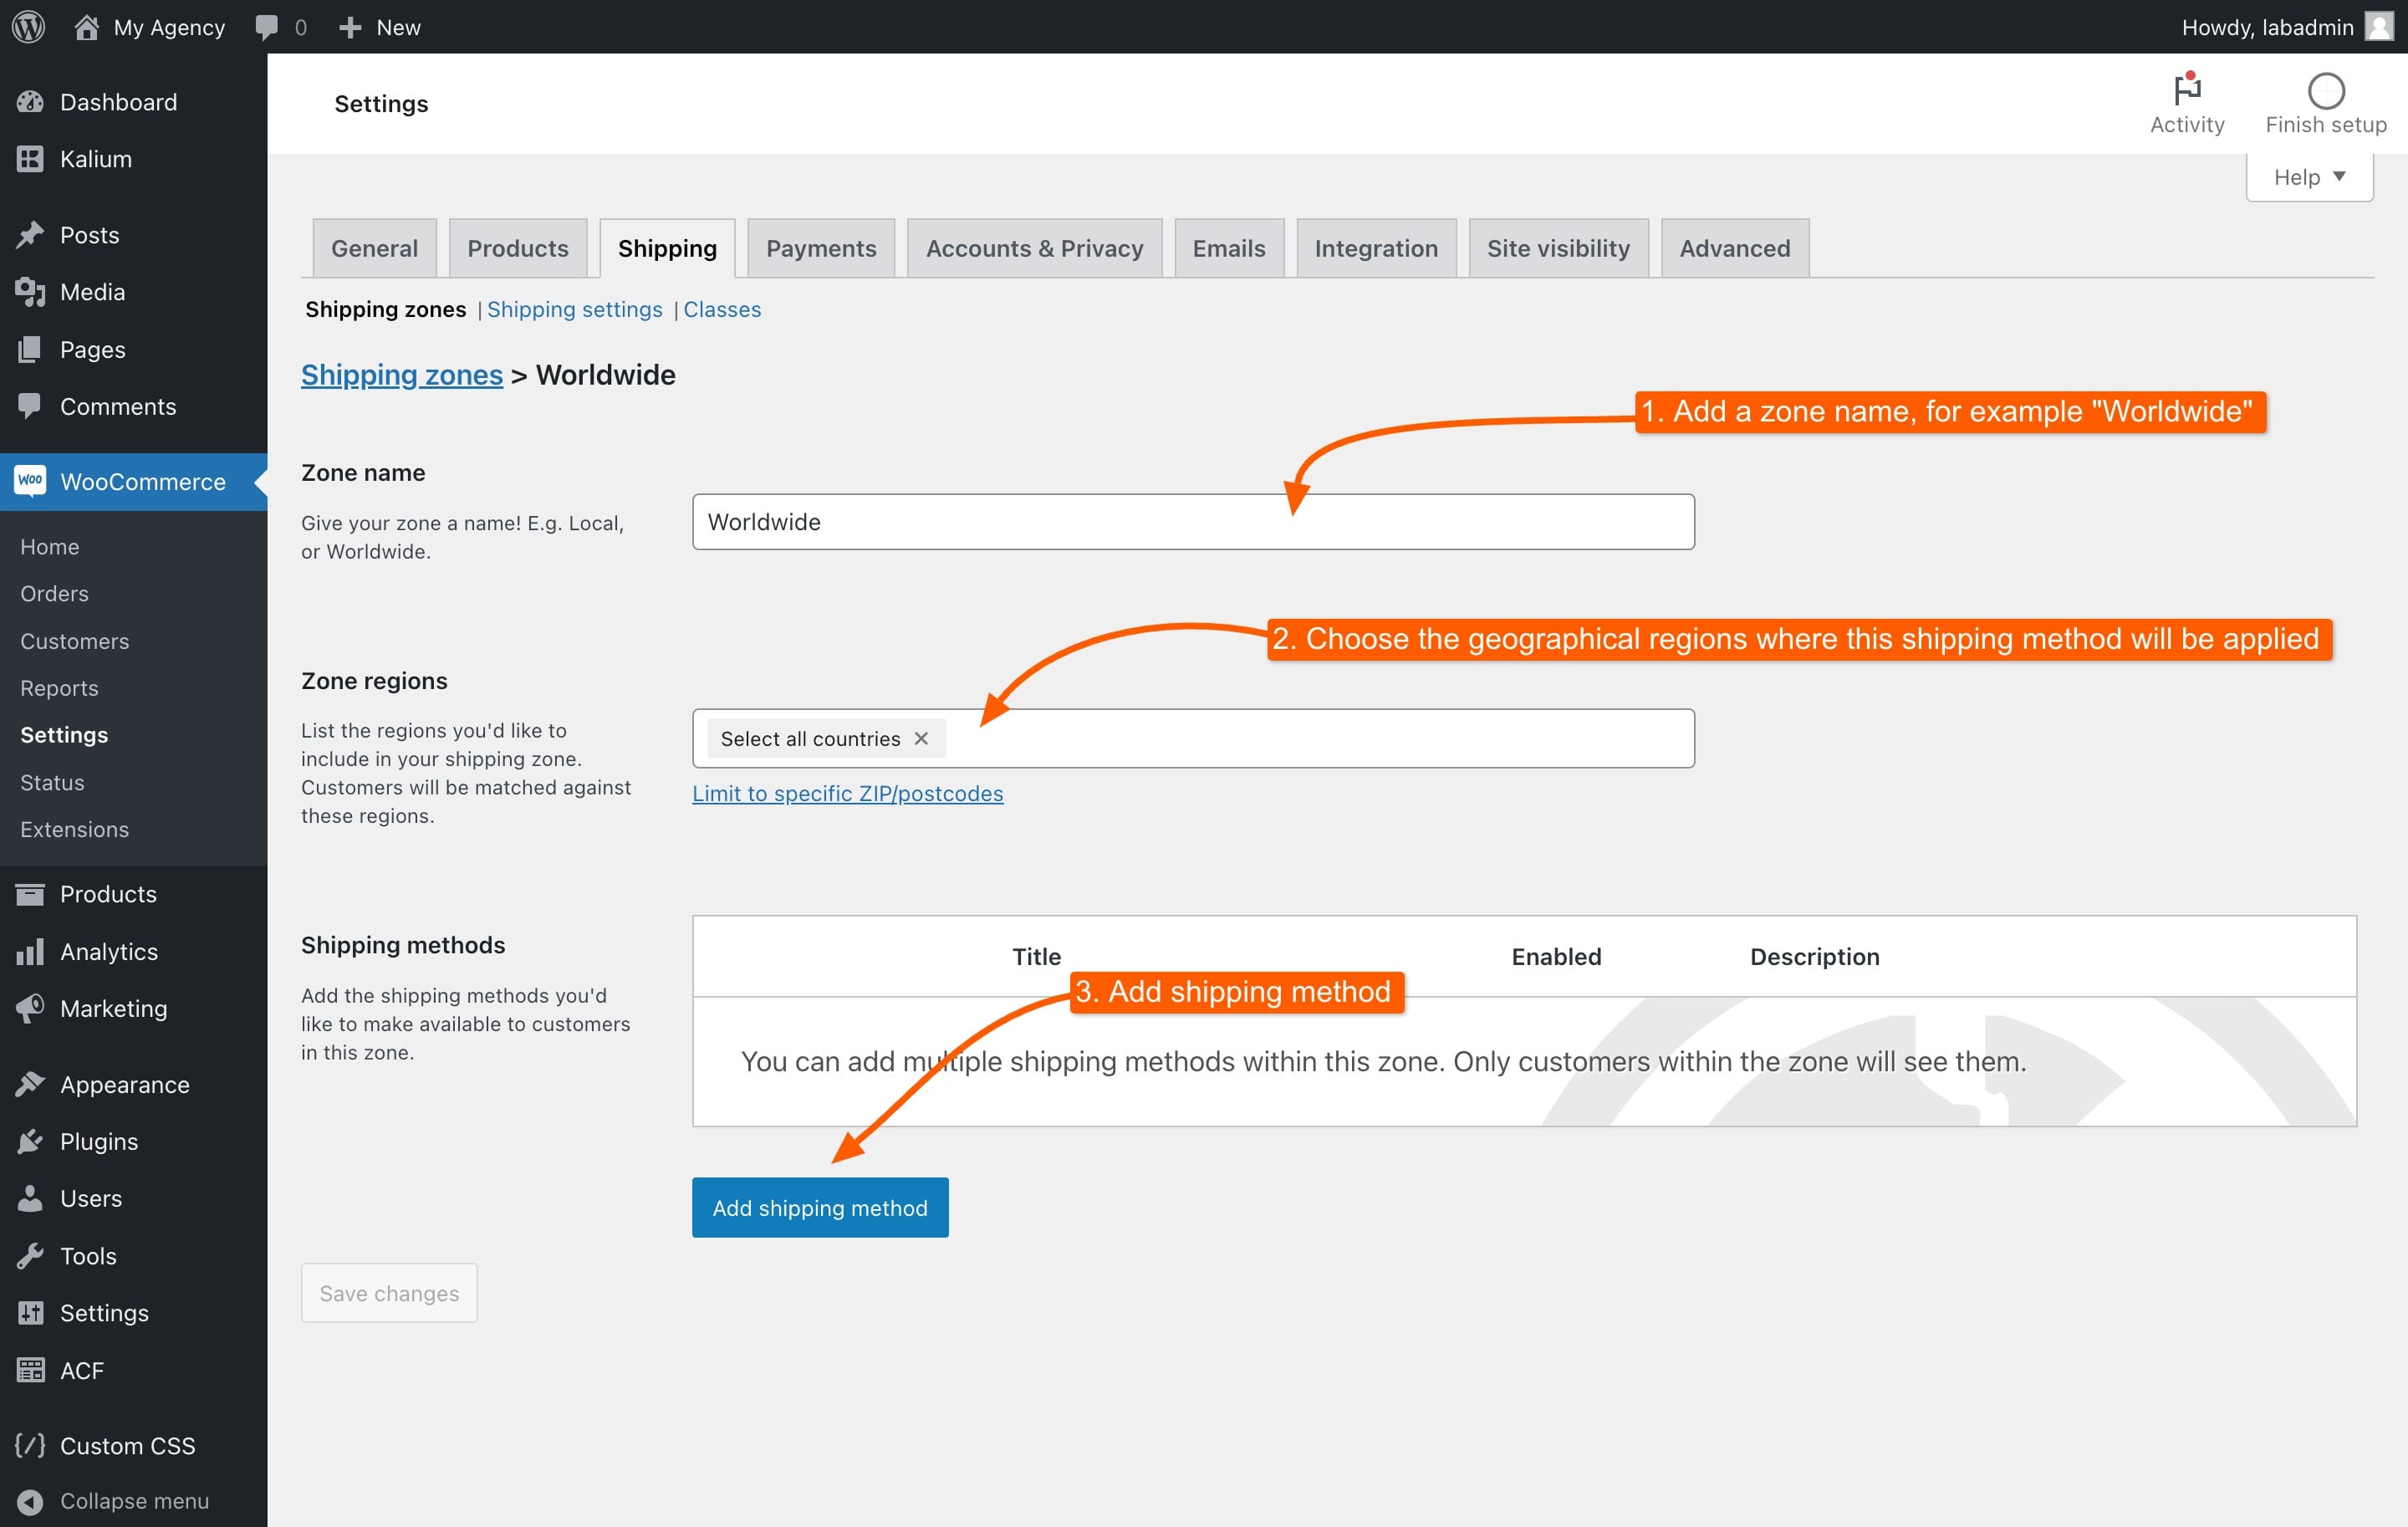 My Agency 0 New Howdy, labadmin
Dashboard
Kalium
Posts
Media
Pages
Comments
woo WooCommerce
Home
Orders
Customers
Reports
Settings
Status
Extensions
Products
Analytics
Marketing
Appearance
Plugins
Users
Tools
Settings
ACF
Custom CSS
Collapse menu
Settings
Activity Finish setup
Help
General Products Shipping Payments Accounts & Privacy Emails Integration Site visibility Advanced
Shipping zones | Shipping settings | Classes
Shipping zones > Worldwide
1. Add a zone name, for example "Worldwide"
Zone name
Give your zone a name! E.g. Local,
or Worldwide.
Worldwide
2. Choose the geographical regions where this shipping method will be applied
Zone regions
List the regions you'd like to
include in your shipping zone.
Customers will be matched against
these regions.
Select all countries ×
Limit to specific ZIP/postcodes
Shipping methods
Add the shipping methods you'd
like to make available to customers
in this zone.
Title Enabled Description
3. Add shipping method
You can add multiple shipping methods within this zone. Only customers within the zone will see them.
Add shipping method
Save changes